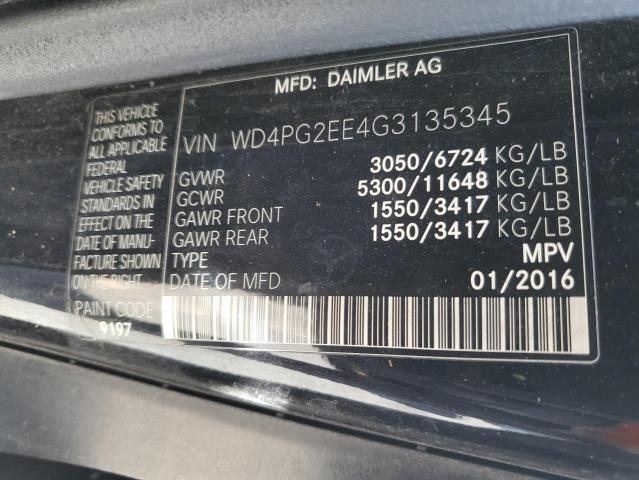 MFD: DAIMLER AG
THIS VEHICLE
CONFORMS TO
ALL APPLICABLE
FEDERAL
VEHICLE SAFETY
STANDARDS IN
EFFECT ON THE
DATE OF MANU-
FACTURE SHOWN
ON THE RIGHT
PAINT CODE
9197
VIN WD4PG2EE4G3135345
3050/6724 KG/LB
GVWR 5300/11648 KG/LB
GCWR 1550/3417 KG/LB
GAWR FRONT 1550/3417 KG/LB
GAWR REAR MPV
TYPE 01/2016
DATE OF MFD